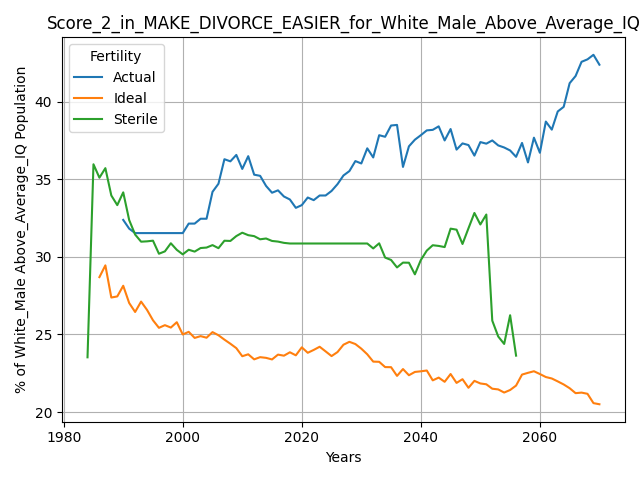 Score_2_in_MAKE_DIVORCE_EASIER_for_White_Male_Above_Average_IQ
Fertility
Actual
Ideal
Sterile
% of White_Male Above_Average_IQ Population
40
35
30
25
20
1980
2000
2020
2040
2060
Years